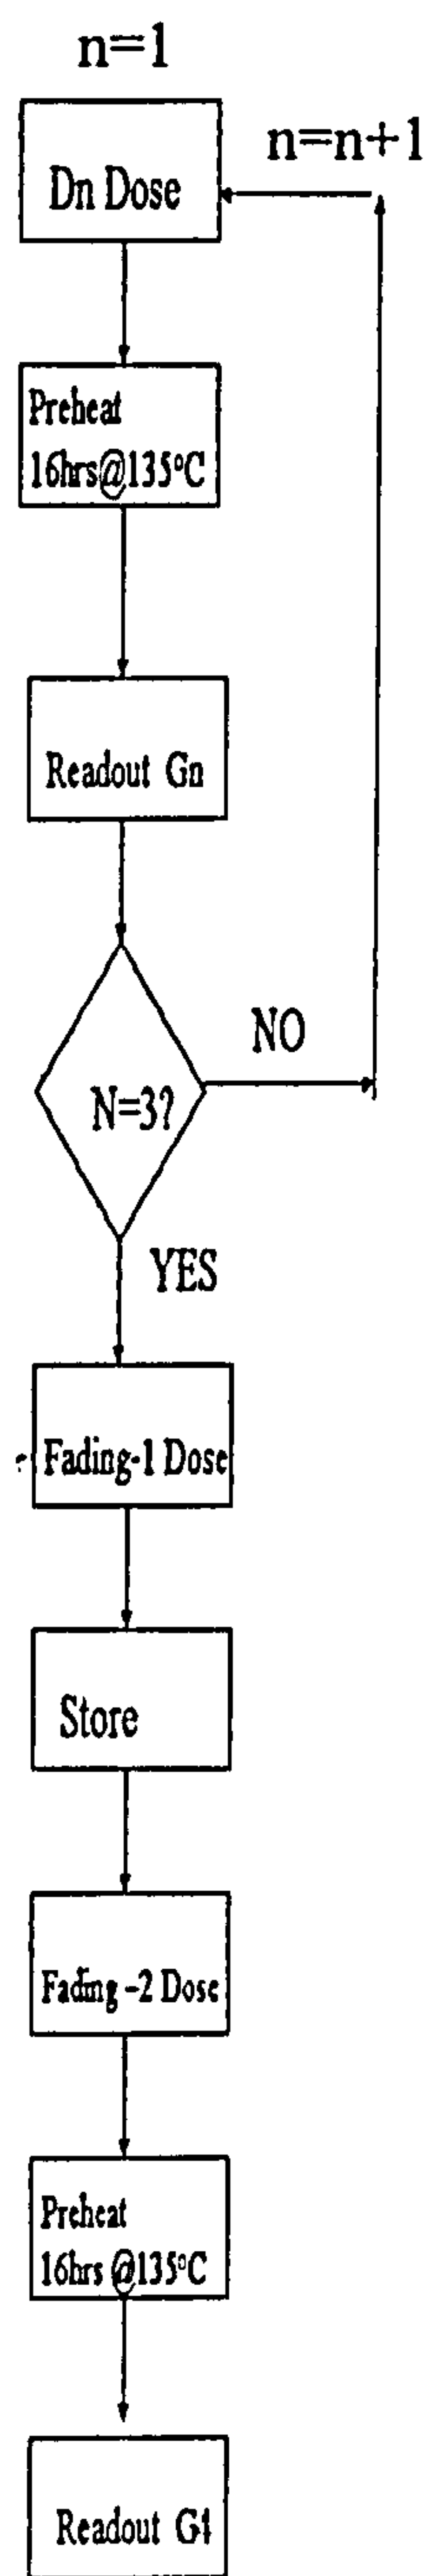 n=1
n=n+1
Dn Dose
Preheat
16hrs@135°C
Readout Gn
N=3?
NO
YES
Fading-1 Dose
Store
Fading -2 Dose
Preheat
16hrs @135°C
Readout G4